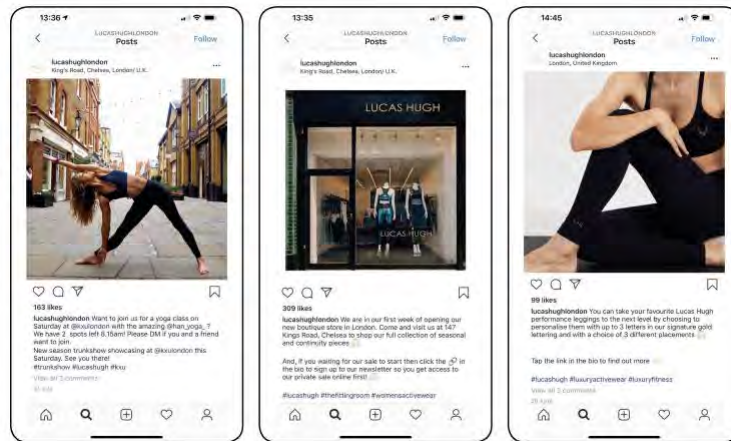 13:36
LUCASHUGHLONDON
Posts
Follow
lucashughlondon
King's Road, Chelsea, London/ U.K.
163 likes
lucashughlondon Want to join us for a yoga class on
Saturday at @kxulondon with the amazing @han_yoga_ ?
We have 2 spots left 8.15am! Please DM if you and a friend
want to join.
New season trunkshow showcasing at @kxulondon this
Saturday. See you there!
#trunkshow #lucashugh #kxu
View all 3 comments
13:35
LUCASHUGHLONDON
Posts
Follow
lucashughlondon
King's Road, Chelsea, London/ U.K.
LUCAS HUGH
LUCAS HUGH
309 likes
lucashughlondon We are in our first week of opening our
new boutique store in London. Come and visit us at 147
Kings Road, Chelsea to shop our full collection of seasonal
and continuity pieces
And, if you waiting for our sale to start then click the in
the bio to sign up to our newsletter so you get access to
our private sale online first!
#lucashugh #thefittingroom #womensactivewear
14:45
LUCASHUGHLONDON
Posts
Follow
lucashughlondon
London, United Kingdom
99 likes
lucashughlondon You can take your favourite Lucas Hugh
performance leggings to the next level by choosing to
personalise them with up to 3 letters in our signature gold
lettering and with a choice of 3 different placements
Tap the link in the bio to find out more
#lucashugh #luxuryactivewear #luxuryfitness
View all 2 comments